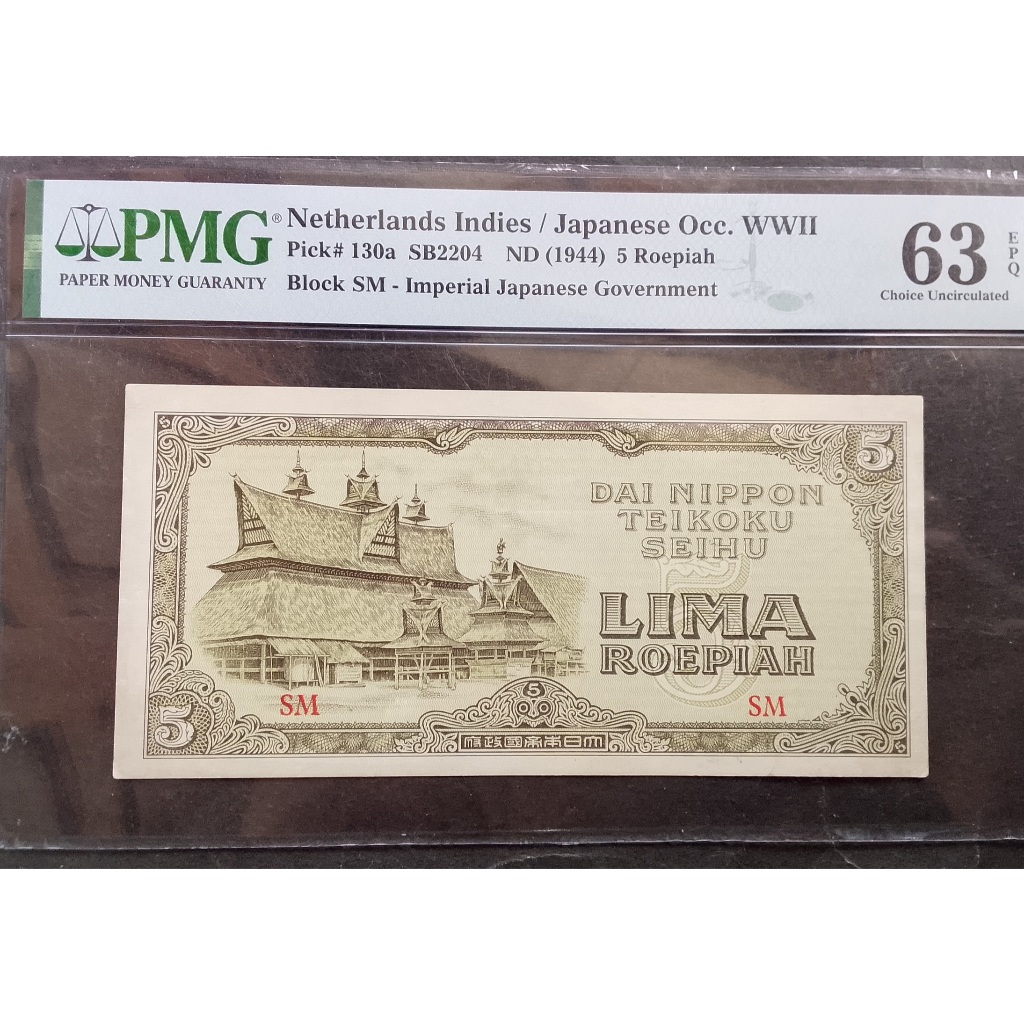 PMG®
PAPER MONEY GUARANTY
Netherlands Indies / Japanese Occ. WWII
Pick# 130a SB2204 ND (1944) 5 Roepiah
Block SM - Imperial Japanese Government
63
EPQ
Choice Uncirculated
5
DAI NIPPON
TEIKOKU
SEIHU
5
LIMA
ROEPIAH
SM
SM
5
5
府政國帝本日大